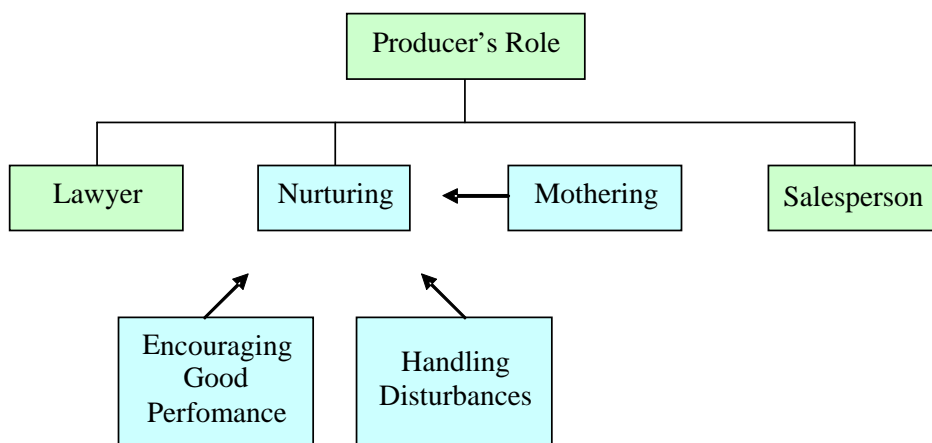 Producer’s Role
Lawyer
Nurturing
Mothering
Salesperson
Encouraging
Good
Perfomance
Handling
Disturbances